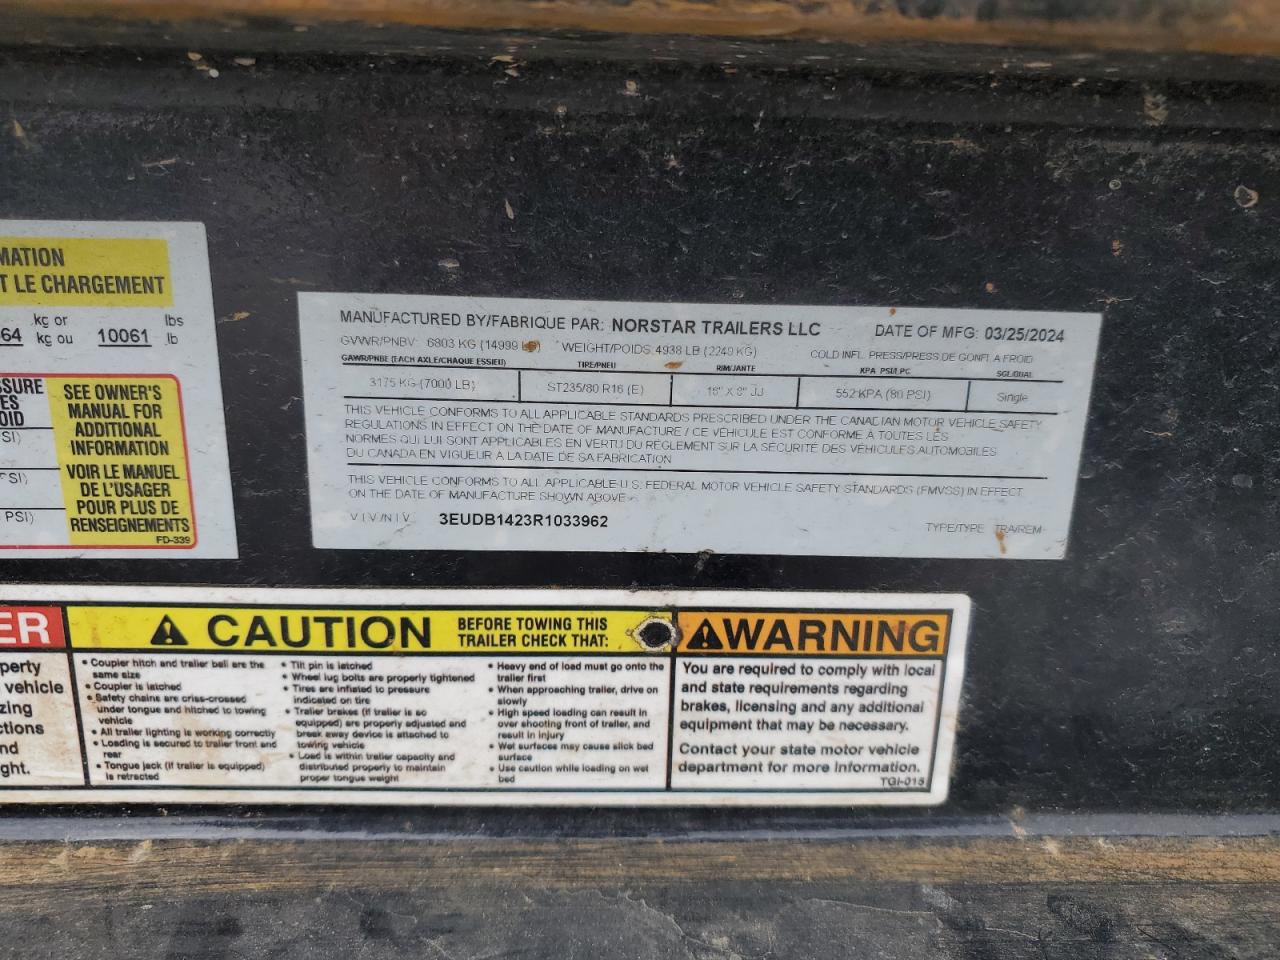 MATION
T LE CHARGEMENT
64 kg or kg ou 10061 lbs lb
SSURE
ES
OID
SI)
SI)
PSI)
SEE OWNER'S
MANUAL FOR
ADDITIONAL
INFORMATION
VOIR LE MANUEL
DE L'USAGER
POUR PLUS DE
RENSEIGNEMENTS
FD-339
MANUFACTURED BY/FABRIQUE PAR: NORSTAR TRAILERS LLC DATE OF MFG: 03/25/2024
GVWR/PNBV: 6803 KG (14999 LB) WEIGHT/POIDS: 4938 LB (2249 KG) COLD INFL. PRESS/PRESS DE GONFL A FROID
GAWR/PNBE (EACH AXLE/CHAQUE ESSIEU) TIRE/PNEU RIM/JANTE KPA PSI/LPC SGL/DUAL
3175 KG (7000 LB) ST235/80 R16 (E) 16" X 6" JJ 552 KPA (80 PSI) Single
THIS VEHICLE CONFORMS TO ALL APPLICABLE STANDARDS PRESCRIBED UNDER THE CANADIAN MOTOR VEHICLE SAFETY
REGULATIONS IN EFFECT ON THE DATE OF MANUFACTURE / CE VEHICULE EST CONFORME À TOUTES LES
NORMES QUI LUI SONT APPLICABLES EN VERTU DU RÉGLEMENT SUR LA SÉCURITÉ DES VEHICULES AUTOMOBILES
DU CANADA EN VIGUEUR A LA DATE DE SA FABRICATION
THIS VEHICLE CONFORMS TO ALL APPLICABLE U.S. FEDERAL MOTOR VEHICLE SAFETY STANDARDS (FMVSS) IN EFFECT
ON THE DATE OF MANUFACTURE SHOWN ABOVE
V I V /N I V 3EUDB1423R1033962 TYPE/TYPE TRA/REM
ER
perty
vehicle
zing
ctions
nd
ght.
CAUTION
BEFORE TOWING THIS
TRAILER CHECK THAT:
• Coupler hitch and trailer ball are the
same size
• Coupler is latched
• Safety chains are criss-crossed
under tongue and hitched to towing
vehicle
• All trailer lighting is working correctly
• Loading is secured to trailer front and
rear
• Tongue jack (if trailer is equipped)
is retracted
• Tilt pin is latched
• Wheel lug bolts are properly tightened
• Tires are inflated to pressure
indicated on tire
• Trailer brakes (if trailer is so
equipped) are properly adjusted and
break away device is attached to
towing vehicle
• Load is within trailer capacity and
distributed properly to maintain
proper tongue weight
• Heavy end of load must go onto the
trailer first
• When approaching trailer, drive on
slowly
• High speed loading can result in
over shooting front of trailer, and
result in injury
• Wet surfaces may cause slick bed
surface
• Use caution while loading on wet
bed
WARNING
You are required to comply with local
and state requirements regarding
brakes, licensing and any additional
equipment that may be necessary.
Contact your state motor vehicle
department for more information.
TGI-015